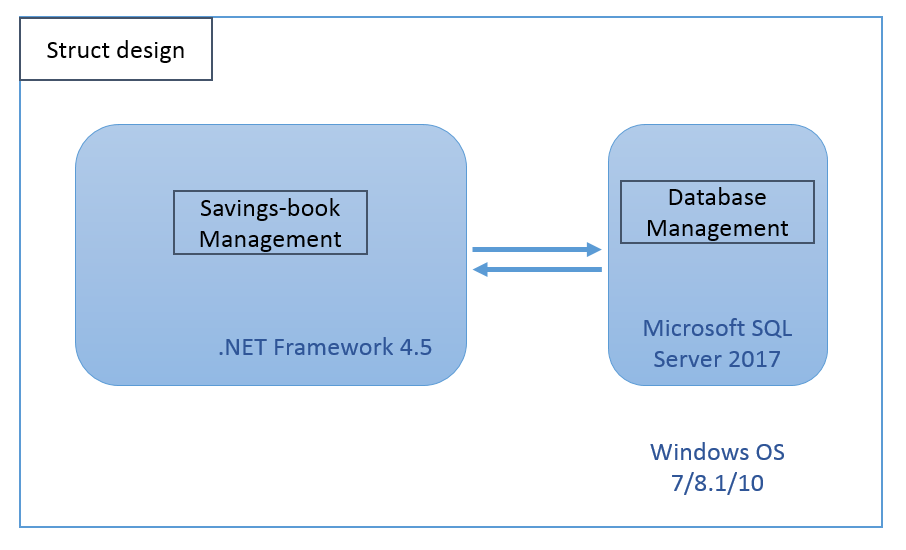 Struct design
Savings-book
Management
.NET Framework 4.5
Database
Management
Microsoft SQL
Server 2017
Windows OS
7/8.1/10